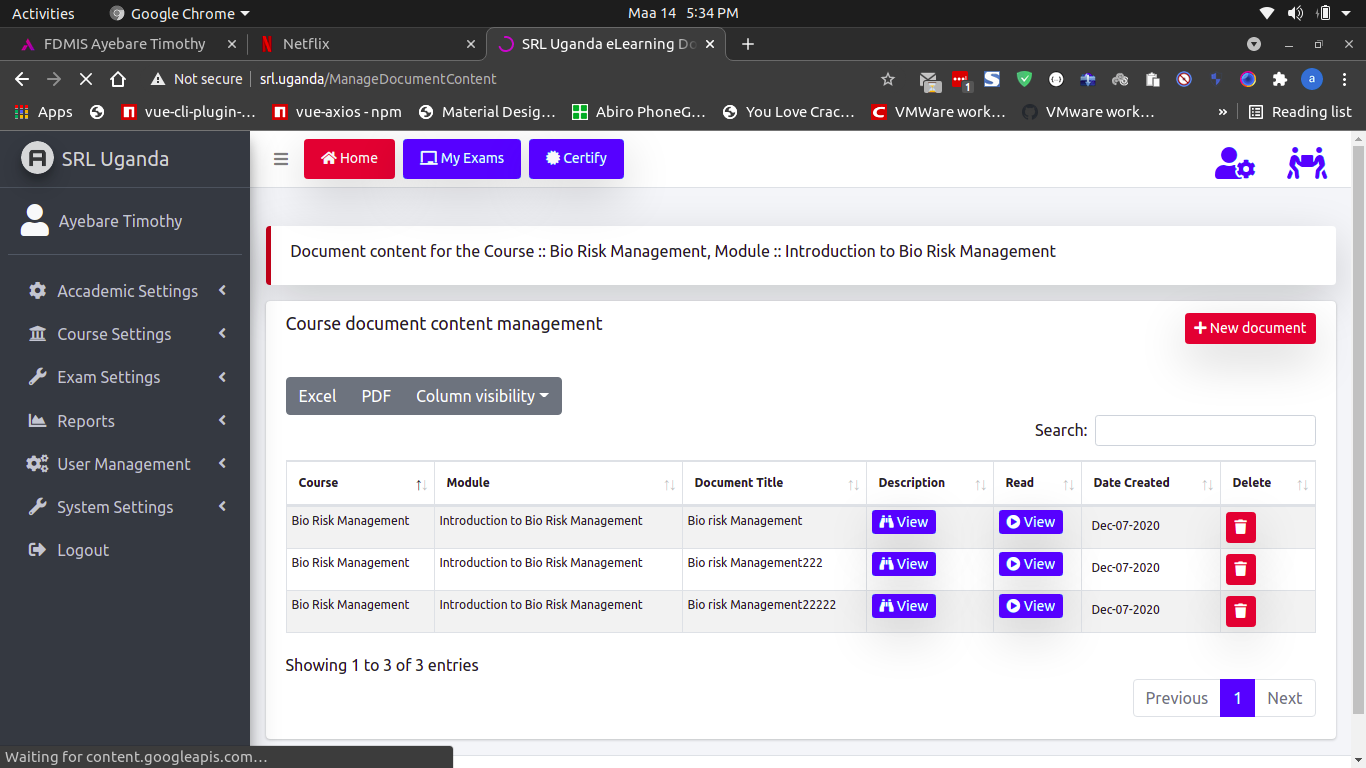 Activities Google Chrome Maa 14 5:34 PM
FDMIS Ayebare Timothy Netflix SRL Uganda eLearning Do
Not secure srl.uganda/ManageDocumentContent 1 a
Apps vue-cli-plugin-... vue-axios - npm Material Desig... Abiro PhoneG... You Love Crac... VMWare work... VMware work... » Reading list
SRL Uganda
Home My Exams Certify
Ayebare Timothy
Accademic Settings
Course Settings
Exam Settings
Reports
User Management
System Settings
Logout
Document content for the Course :: Bio Risk Management, Module :: Introduction to Bio Risk Management
Course document content management
New document
Excel PDF Column visibility
Search:
Course Module Document Title Description Read Date Created Delete
Bio Risk Management Introduction to Bio Risk Management Bio risk Management View View Dec-07-2020
Bio Risk Management Introduction to Bio Risk Management Bio risk Management222 View View Dec-07-2020
Bio Risk Management Introduction to Bio Risk Management Bio risk Management22222 View View Dec-07-2020
Showing 1 to 3 of 3 entries
Previous 1 Next
Waiting for content.googleapis.com...